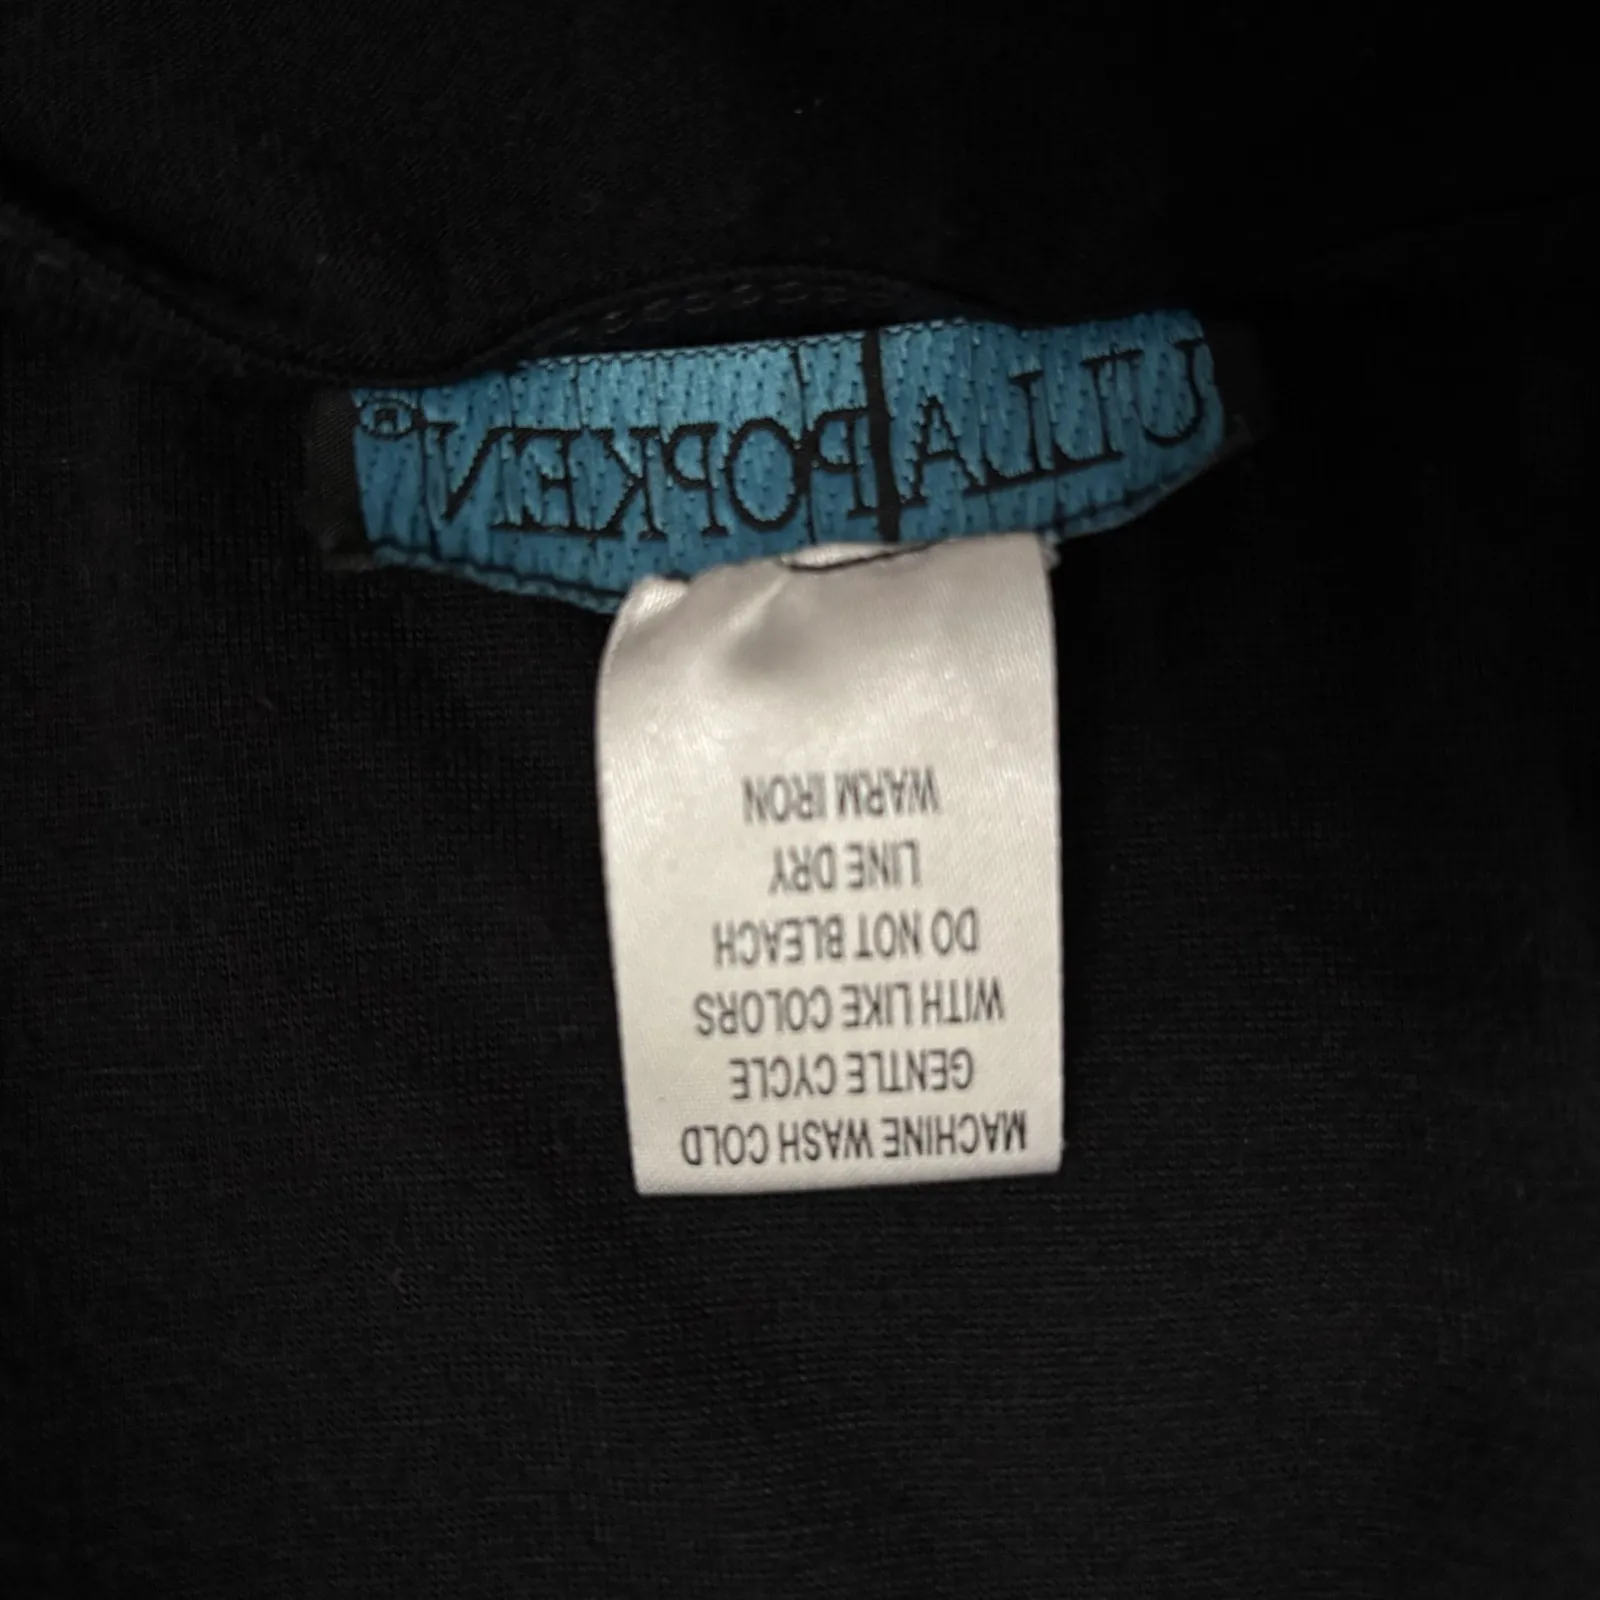 ULLA POPKEN®
MACHINE WASH COLD
GENTLE CYCLE
WITH LIKE COLORS
DO NOT BLEACH
LINE DRY
WARM IRON